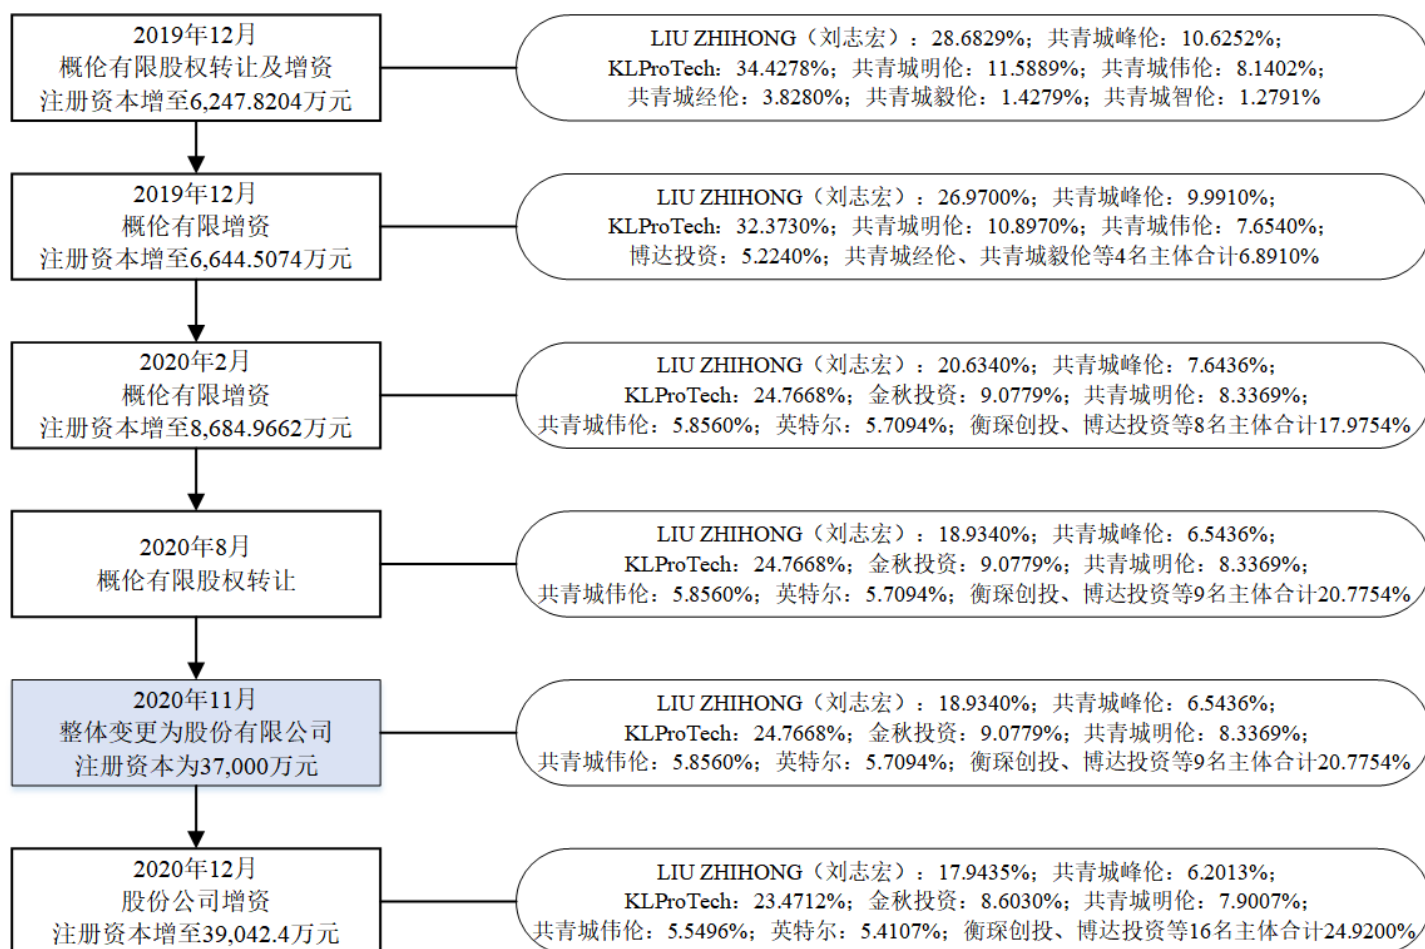 2019年12月
概伦有限股权转让及增资
注册资本增至6,247.8204万元
LIU ZHIHONG（刘志宏）：28.6829%；共青城峰伦：10.6252%；
KLProTech：34.4278%；共青城明伦：11.5889%；共青城伟伦：8.1402%；
共青城经伦：3.8280%；共青城毅伦：1.4279%；共青城智伦：1.2791%
2019年12月
概伦有限增资
注册资本增至6,644.5074万元
LIU ZHIHONG（刘志宏）：26.9700%；共青城峰伦：9.9910%；
KLProTech：32.3730%；共青城明伦：10.8970%；共青城伟伦：7.6540%；
博达投资：5.2240%；共青城经伦、共青城毅伦等4名主体合计6.8910%
2020年2月
概伦有限增资
注册资本增至8,684.9662万元
LIU ZHIHONG（刘志宏）：20.6340%；共青城峰伦：7.6436%；
KLProTech：24.7668%；金秋投资：9.0779%；共青城明伦：8.3369%；
共青城伟伦：5.8560%；英特尔：5.7094%；衡琛创投、博达投资等8名主体合计17.9754%
2020年8月
概伦有限股权转让
LIU ZHIHONG（刘志宏）：18.9340%；共青城峰伦：6.5436%；
KLProTech：24.7668%；金秋投资：9.0779%；共青城明伦：8.3369%；
共青城伟伦：5.8560%；英特尔：5.7094%；衡琛创投、博达投资等9名主体合计20.7754%
2020年11月
整体变更为股份有限公司
注册资本为37,000万元
LIU ZHIHONG（刘志宏）：18.9340%；共青城峰伦：6.5436%；
KLProTech：24.7668%；金秋投资：9.0779%；共青城明伦：8.3369%；
共青城伟伦：5.8560%；英特尔：5.7094%；衡琛创投、博达投资等9名主体合计20.7754%
2020年12月
股份公司增资
注册资本增至39,042.4万元
LIU ZHIHONG（刘志宏）：17.9435%；共青城峰伦：6.2013%；
KLProTech：23.4712%；金秋投资：8.6030%；共青城明伦：7.9007%；
共青城伟伦：5.5496%；英特尔：5.4107%；衡琛创投、博达投资等16名主体合计24.9200%